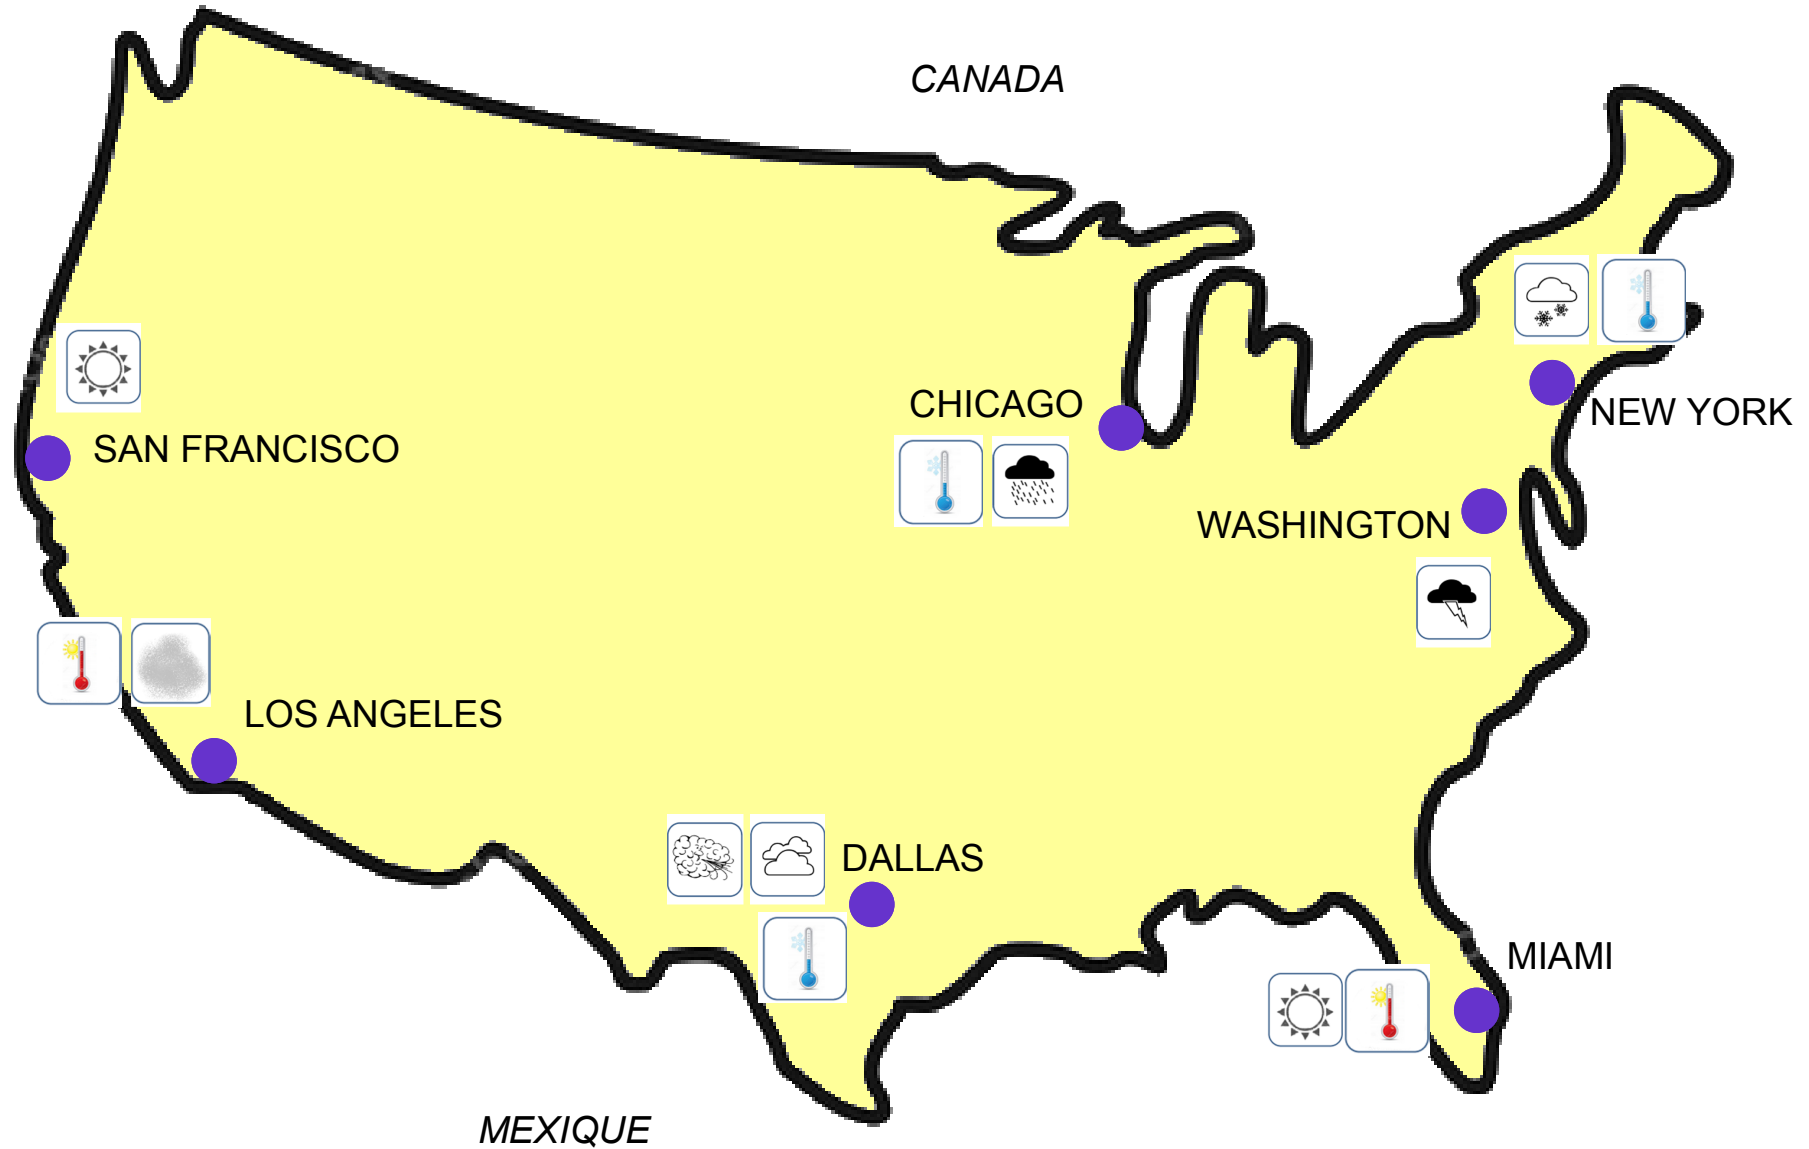 CANADA
CHICAGO
NEW YORK
SAN FRANCISCO
WASHINGTON
LOS ANGELES
DALLAS
MIAMI
MEXIQUE